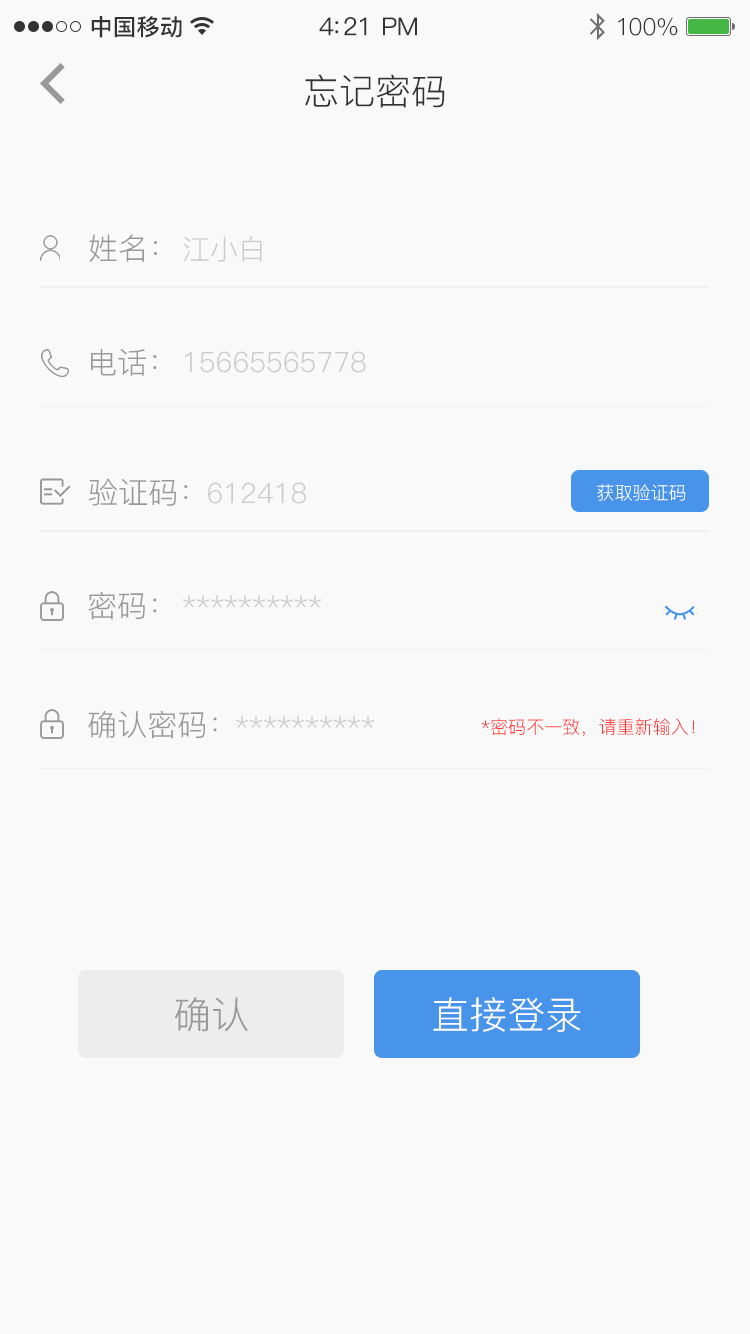 中国移动 4:21 PM 100%
忘记密码
姓名： 江小白
电话： 15665565778
验证码： 612418 获取验证码
密码： **********
确认密码： ********** *密码不一致，请重新输入！
确认 直接登录